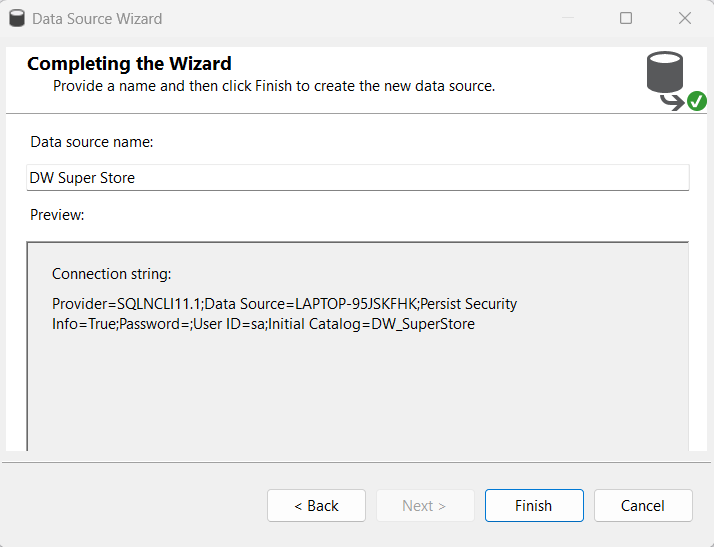 Data Source Wizard
Completing the Wizard
Provide a name and then click Finish to create the new data source.
Data source name:
DW Super Store
Preview:
Connection string:
Provider=SQLNCLI11.1;Data Source=LAPTOP-95JSKFHK;Persist Security
Info=True;Password=;User ID=sa;Initial Catalog=DW_SuperStore
< Back
Next >
Finish
Cancel